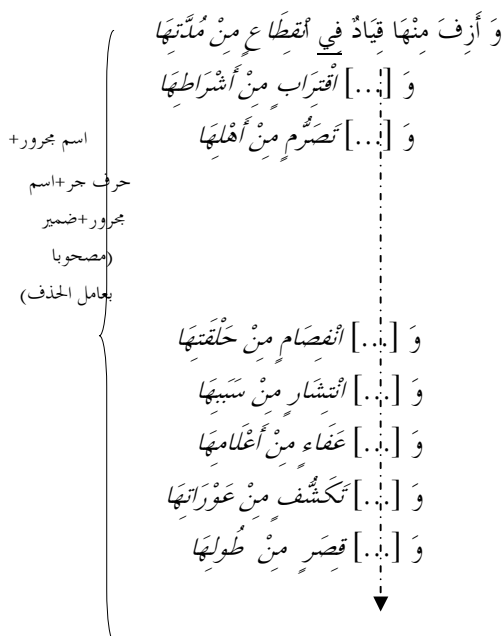 وَ أَزِفَ مِنْهَا قِيَادٌ فِي انْقِطَاعٍ مِنْ مُدَّتِهَا
وَ [...] اقْتِرَابٍ مِنْ أَشْرَاطِهَا
وَ [...] تَصَرُّمٍ مِنْ أَهْلِهَا
اسم مجرور+
حرف جر+اسم
مجرور+ضمير
(مصحوبا
بعامل الحذف)
وَ [...] انْفِصَامٍ مِنْ حَلْقَتِهَا
وَ [...] انْتِشَارٍ مِنْ سَبَبِهَا
وَ [...] عَفَاءٍ مِنْ أَعْلَامِهَا
وَ [...] تَكَشُّفٍ مِنْ عَوْرَاتِهَا
وَ [...] قِصَرٍ مِنْ طُولِهَا